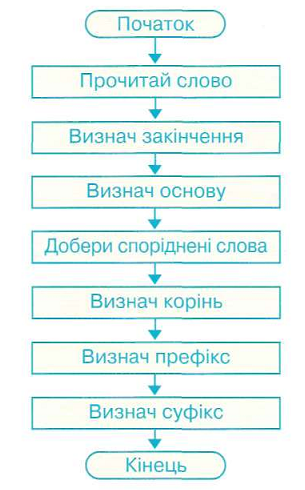 Початок
Прочитай слово
Визнач закінчення
Визнач основу
Добери споріднені слова
Визнач корінь
Визнач префікс
Визнач суфікс
Кінець